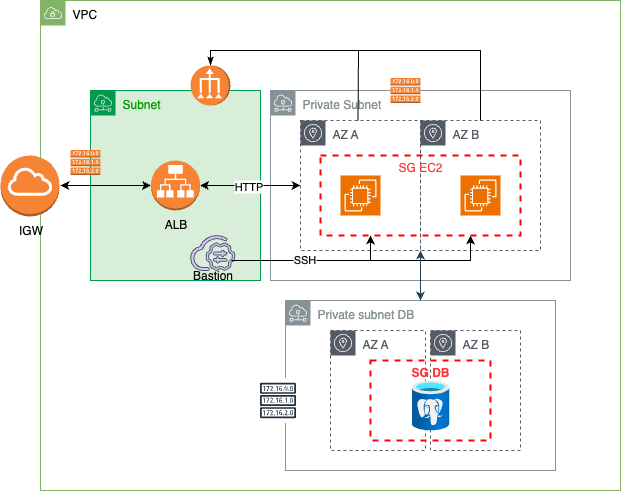 VPC
Subnet
Private Subnet
172.16.0.0
172.16.1.0
172.16.2.0
AZ A
AZ B
172.16.0.0
172.16.1.0
172.16.2.0
SG EC2
HTTP
IGW
ALB
Bastion
SSH
Private subnet DB
AZ A
AZ B
SG DB
172.16.0.0
172.16.1.0
172.16.2.0